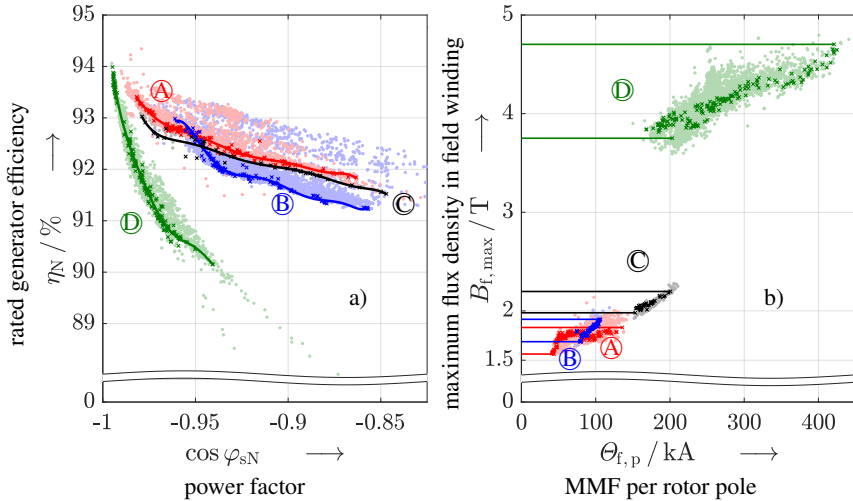 rated generator efficiency
η_N / % ⟶
95
94
93
92
91
90
89
88
0
-1
-0.95
-0.9
-0.85
A
B
C
D
a)
cos φ_sN ⟶
power factor
maximum flux density in field winding
B_f, max / T ⟶
5
4
3
2
1.5
0
0
100
200
300
400
D
C
A
B
b)
Θ_f, p / kA ⟶
MMF per rotor pole